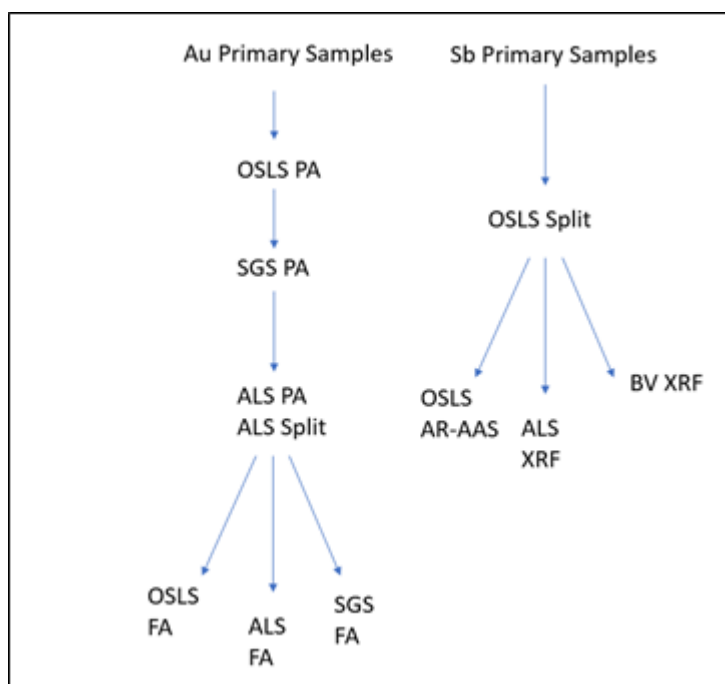 Au Primary Samples
OSLS PA
SGS PA
ALS PA
ALS Split
OSLS
FA
ALS
FA
SGS
FA
Sb Primary Samples
OSLS Split
OSLS
AR-AAS
ALS
XRF
BV XRF